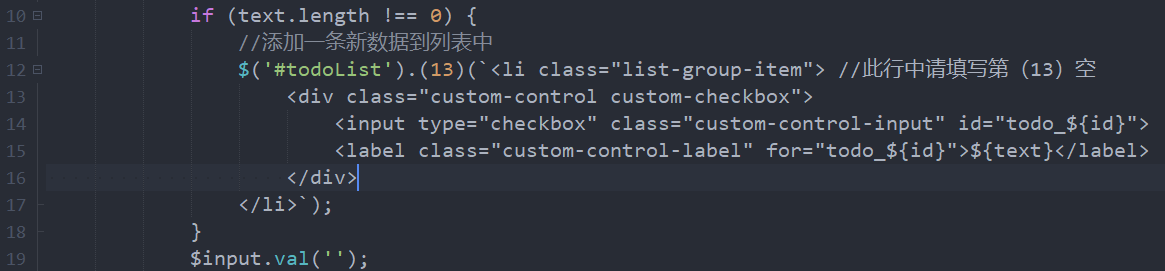 10 if (text.length !== 0) {
11 //添加一条新数据到列表中
12 $('#todoList').(13)(`<li class="list-group-item"> //此行中请填写第（13）空
13 <div class="custom-control custom-checkbox">
14 <input type="checkbox" class="custom-control-input" id="todo_${id}">
15 <label class="custom-control-label" for="todo_${id}">${text}</label>
16 </div>
17 </li>`);
18 }
19 $input.val('');